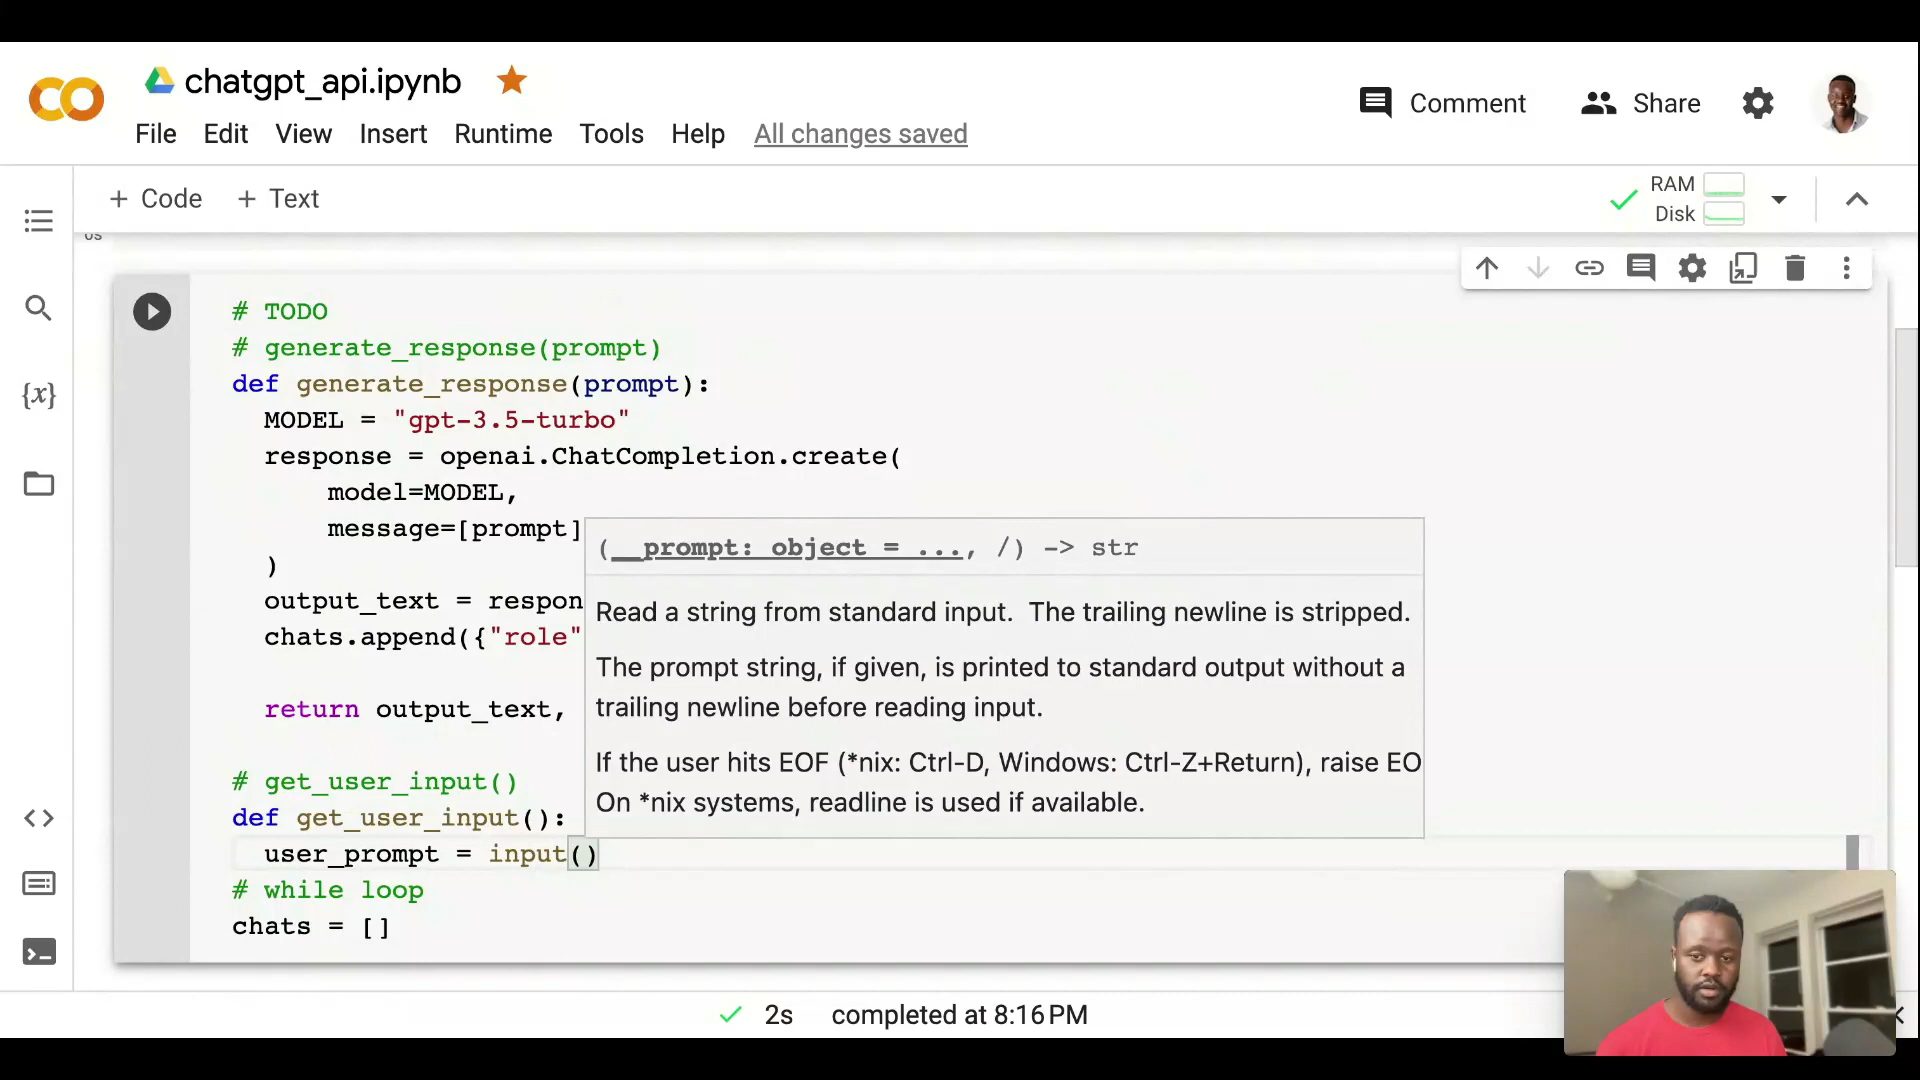 chatgpt_api.ipynb
Comment
Share
File Edit View Insert Runtime Tools Help All changes saved
+ Code + Text
RAM
Disk
0s
# TODO
# generate_response(prompt)
def generate_response(prompt):
MODEL = "gpt-3.5-turbo"
response = openai.ChatCompletion.create(
model=MODEL,
message=[prompt]
)
output_text = respon
chats.append({"role"
return output_text,
(__prompt: object = ..., /) -> str
Read a string from standard input. The trailing newline is stripped.
The prompt string, if given, is printed to standard output without a
trailing newline before reading input.
If the user hits EOF (*nix: Ctrl-D, Windows: Ctrl-Z+Return), raise EO
On *nix systems, readline is used if available.
# get_user_input()
def get_user_input():
user_prompt = input()
# while loop
chats = []
2s completed at 8:16 PM